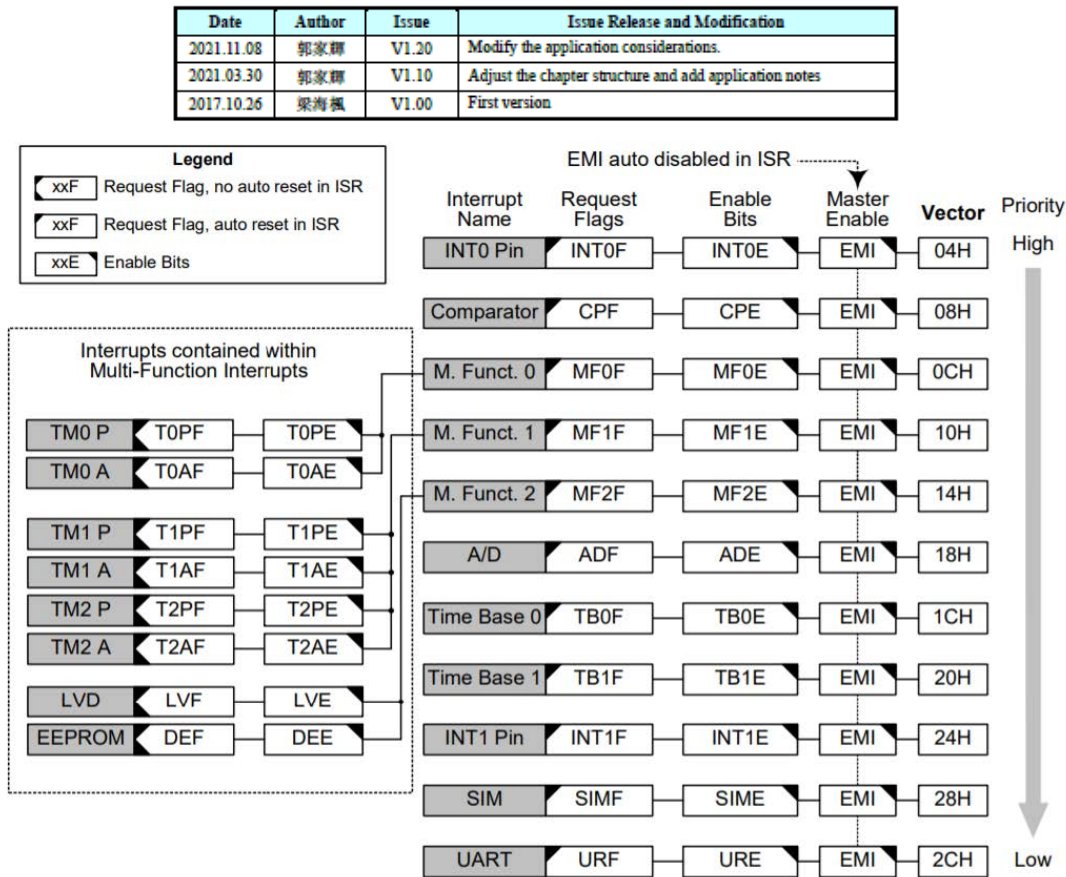 Date Author Issue Issue Release and Modification
2021.11.08 郭家輝 V1.20 Modify the application considerations.
2021.03.30 郭家輝 V1.10 Adjust the chapter structure and add application notes
2017.10.26 梁海楓 V1.00 First version
Legend
xxF Request Flag, no auto reset in ISR
xxF Request Flag, auto reset in ISR
xxE Enable Bits
EMI auto disabled in ISR
Interrupt Name Request Flags Enable Bits Master Enable Vector Priority
INT0 Pin INT0F INT0E EMI 04H High
Comparator CPF CPE EMI 08H
Interrupts contained within
Multi-Function Interrupts
M. Funct. 0 MF0F MF0E EMI 0CH
TM0 P T0PF T0PE
M. Funct. 1 MF1F MF1E EMI 10H
TM0 A T0AF T0AE
M. Funct. 2 MF2F MF2E EMI 14H
TM1 P T1PF T1PE
A/D ADF ADE EMI 18H
TM1 A T1AF T1AE
TM2 P T2PF T2PE
Time Base 0 TB0F TB0E EMI 1CH
TM2 A T2AF T2AE
Time Base 1 TB1F TB1E EMI 20H
LVD LVF LVE
EEPROM DEF DEE
INT1 Pin INT1F INT1E EMI 24H
SIM SIMF SIME EMI 28H
UART URF URE EMI 2CH Low